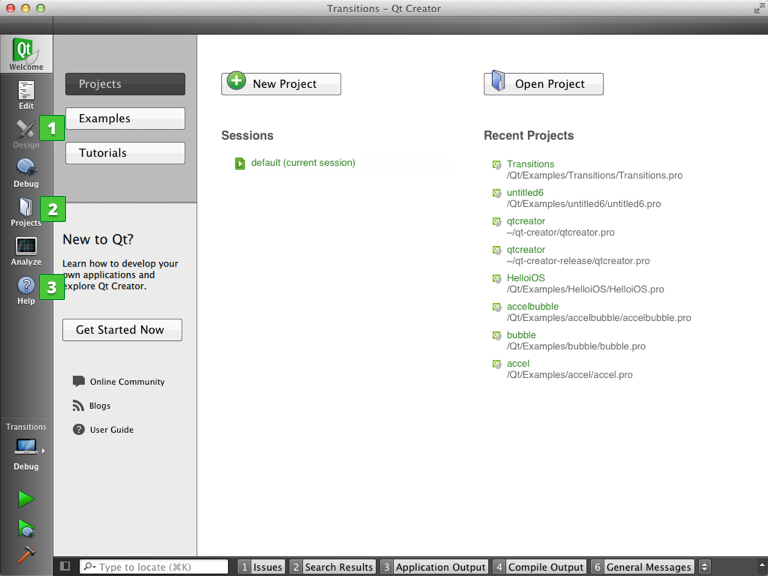 Transitions – Qt Creator
Qt
Welcome
Edit
Design
1
Debug
Projects
2
Analyze
Help
3
Transitions
Debug
Projects
Examples
Tutorials
New to Qt?
Learn how to develop your
own applications and
explore Qt Creator.
Get Started Now
Online Community
Blogs
? User Guide
New Project
Open Project
Sessions
default (current session)
Recent Projects
Transitions
/Qt/Examples/Transitions/Transitions.pro
untitled6
/Qt/Examples/untitled6/untitled6.pro
qtcreator
~/qt-creator/qtcreator.pro
qtcreator
~/qt-creator-release/qtcreator.pro
HelloiOS
/Qt/Examples/HelloiOS/HelloiOS.pro
accelbubble
/Qt/Examples/accelbubble/accelbubble.pro
bubble
/Qt/Examples/bubble/bubble.pro
accel
/Qt/Examples/accel/accel.pro
Type to locate (⌘K)
1 Issues 2 Search Results 3 Application Output 4 Compile Output 6 General Messages